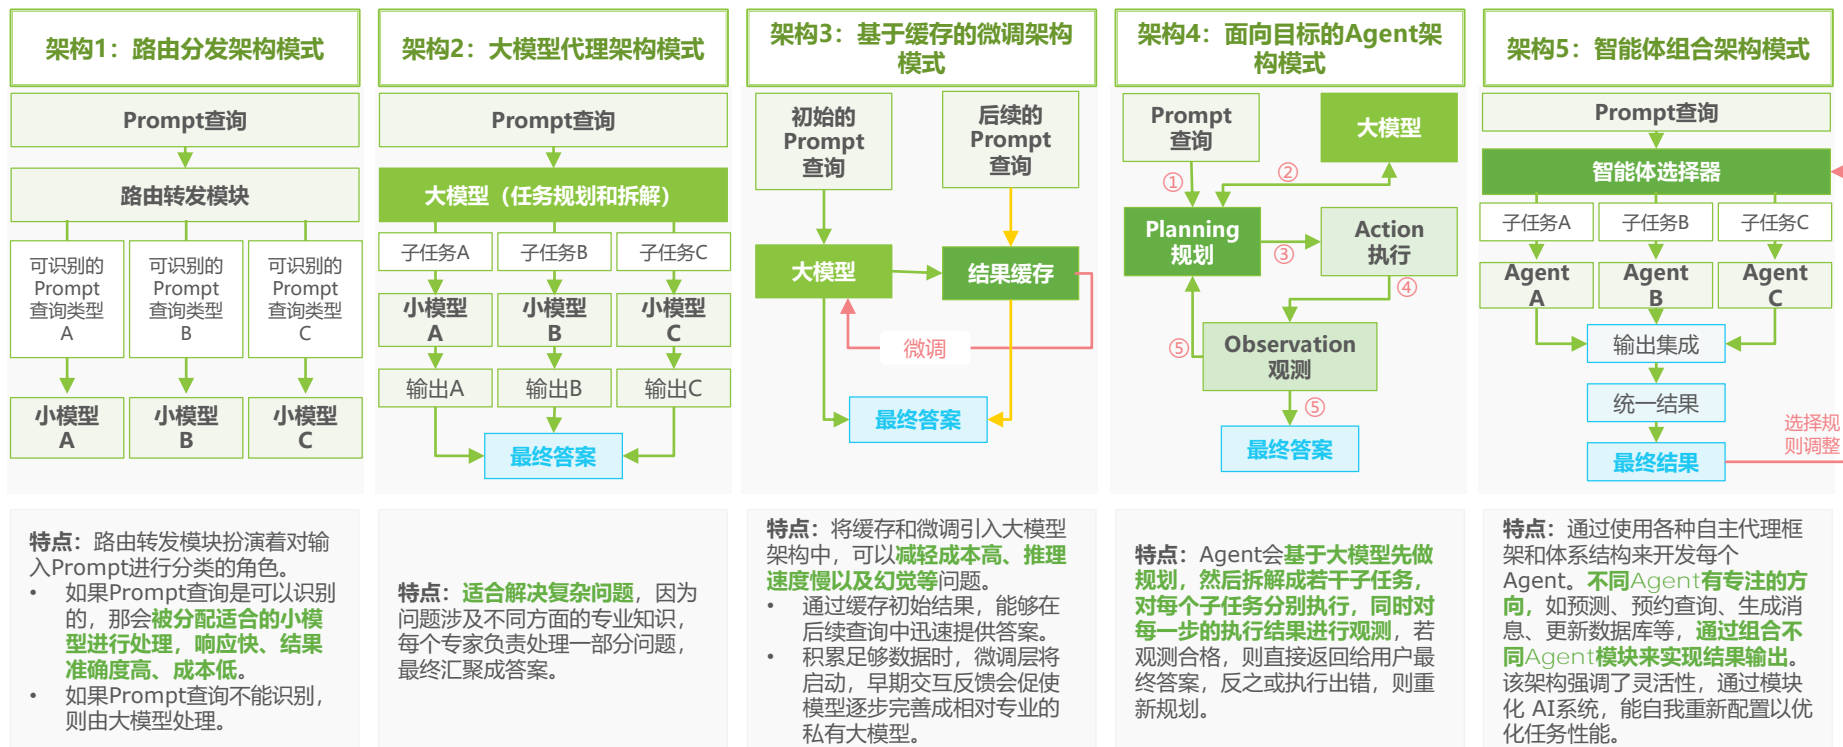 架构1：路由分发架构模式
Prompt查询
路由转发模块
可识别的
Prompt
查询类型
A
可识别的
Prompt
查询类型
B
可识别的
Prompt
查询类型
C
小模型
A
小模型
B
小模型
C
特点：路由转发模块扮演着对输
入Prompt进行分类的角色。
• 如果Prompt查询是可以识别
的，那会被分配适合的小模
型进行处理，响应快、结果
准确度高、成本低。
• 如果Prompt查询不能识别，
则由大模型处理。
架构2：大模型代理架构模式
Prompt查询
大模型（任务规划和拆解）
子任务A
子任务B
子任务C
小模型
A
小模型
B
小模型
C
输出A
输出B
输出C
最终答案
特点：适合解决复杂问题，因为
问题涉及不同方面的专业知识，
每个专家负责处理一部分问题，
最终汇聚成答案。
架构3：基于缓存的微调架构
模式
初始的
Prompt
查询
后续的
Prompt
查询
大模型
结果缓存
微调
最终答案
特点：将缓存和微调引入大模型
架构中，可以减轻成本高、推理
速度慢以及幻觉等问题。
• 通过缓存初始结果，能够在
后续查询中迅速提供答案。
• 积累足够数据时，微调层将
启动，早期交互反馈会促使
模型逐步完善成相对专业的
私有大模型。
架构4：面向目标的Agent架
构模式
Prompt
查询
大模型
①
②
Planning
规划
③
Action
执行
④
⑤
Observation
观测
⑤
最终答案
特点：Agent会基于大模型先做
规划，然后拆解成若干子任务，
对每个子任务分别执行，同时对
每一步的执行结果进行观测，若
观测合格，则直接返回给用户最
终答案，反之或执行出错，则重
新规划。
架构5：智能体组合架构模式
Prompt查询
智能体选择器
子任务A
子任务B
子任务C
Agent
A
Agent
B
Agent
C
输出集成
统一结果
最终结果
选择规
则调整
特点：通过使用各种自主代理框
架和体系结构来开发每个
Agent。不同Agent有专注的方
向，如预测、预约查询、生成消
息、更新数据库等，通过组合不
同Agent模块来实现结果输出。
该架构强调了灵活性，通过模块
化 AI系统，能自我重新配置以优
化任务性能。